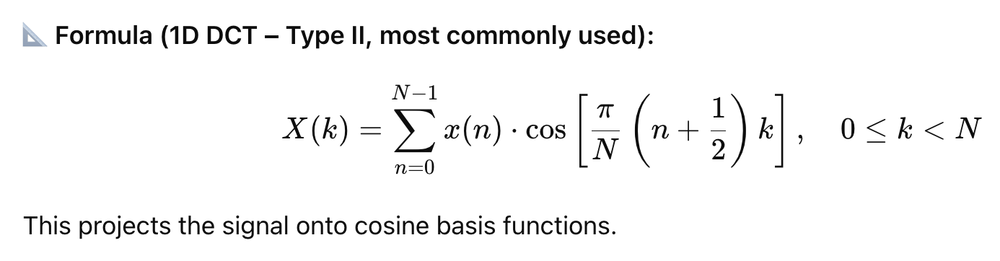 📐 Formula (1D DCT – Type II, most commonly used):
X(k) = \sum_{n=0}^{N-1} x(n) \cdot \cos\left[\frac{\pi}{N}\left(n + \frac{1}{2}\right)k\right], \quad 0 \leq k < N
This projects the signal onto cosine basis functions.